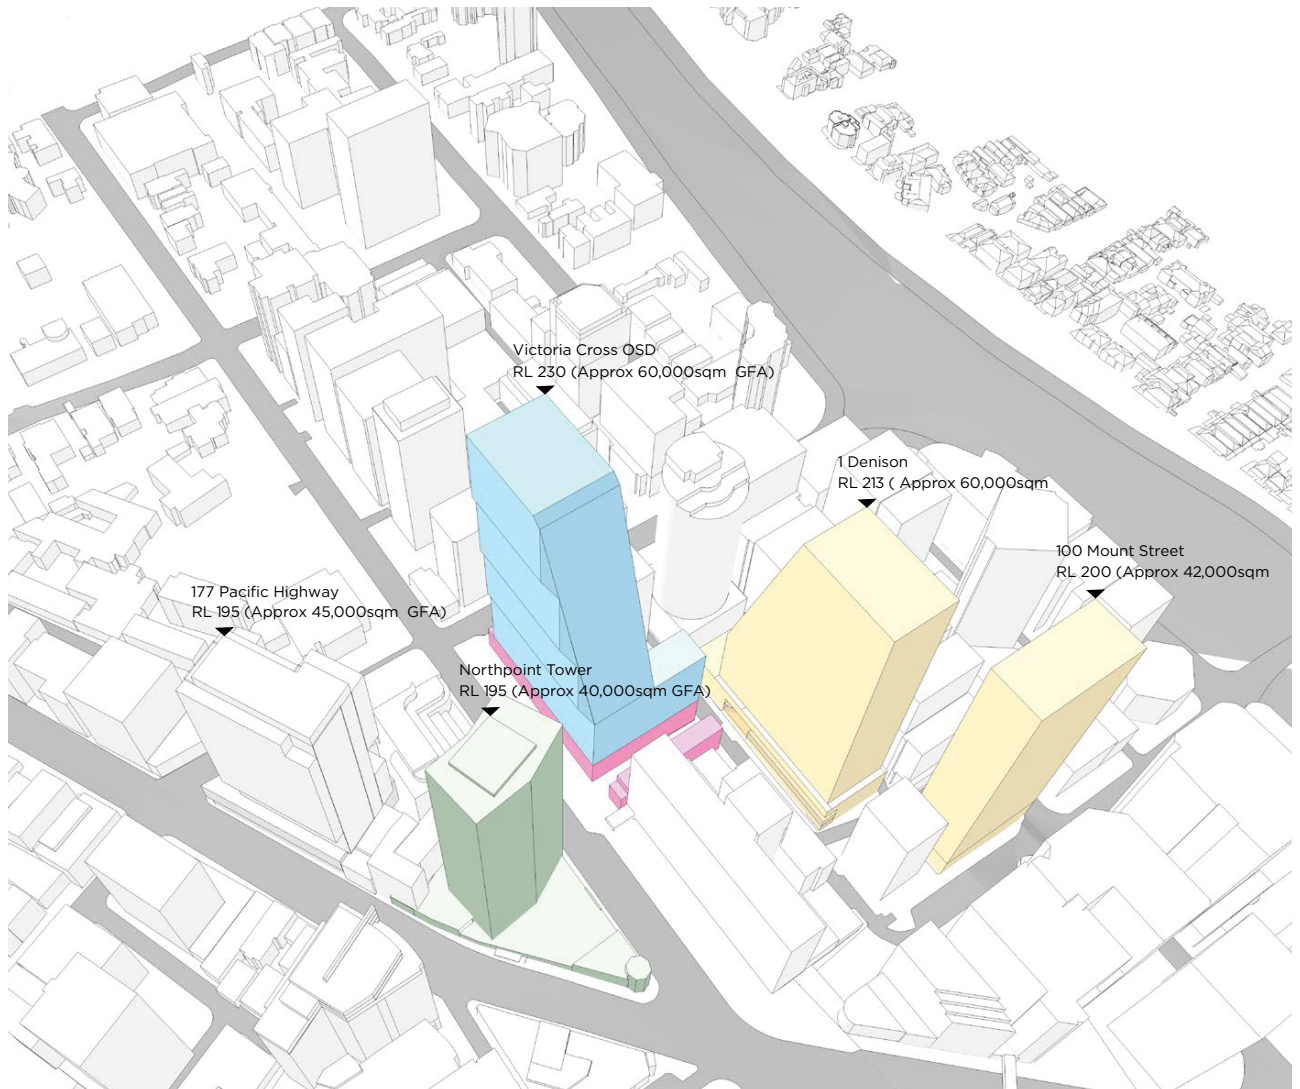 Victoria Cross OSD
RL 230 (Approx 60,000sqm GFA)
1 Denison
RL 213 ( Approx 60,000sqm
100 Mount Street
RL 200 (Approx 42,000sqm
177 Pacific Highway
RL 195 (Approx 45,000sqm GFA)
Northpoint Tower
RL 195 (Approx 40,000sqm GFA)